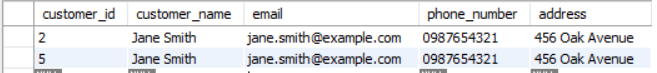 customer_id customer_name email phone_number address
2 Jane Smith jane.smith@example.com 0987654321 456 Oak Avenue
5 Jane Smith jane.smith@example.com 0987654321 456 Oak Avenue